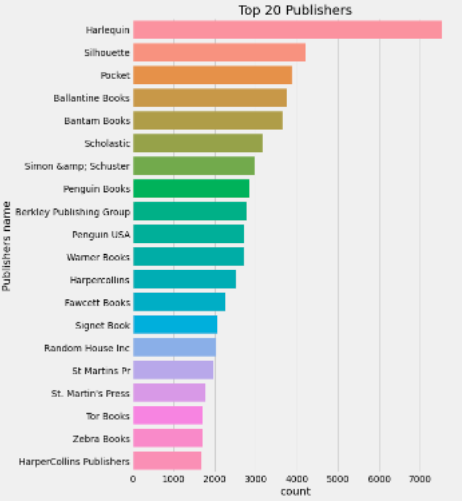 Top 20 Publishers
Harlequin
Silhouette
Pocket
Ballantine Books
Bantam Books
Scholastic
Simon &amp; Schuster
Penguin Books
Berkley Publishing Group
Penguin USA
Warner Books
Harpercollins
Fawcett Books
Signet Book
Random House Inc
St Martins Pr
St. Martin's Press
Tor Books
Zebra Books
HarperCollins Publishers
Publishers name
0 1000 2000 3000 4000 5000 6000 7000
count